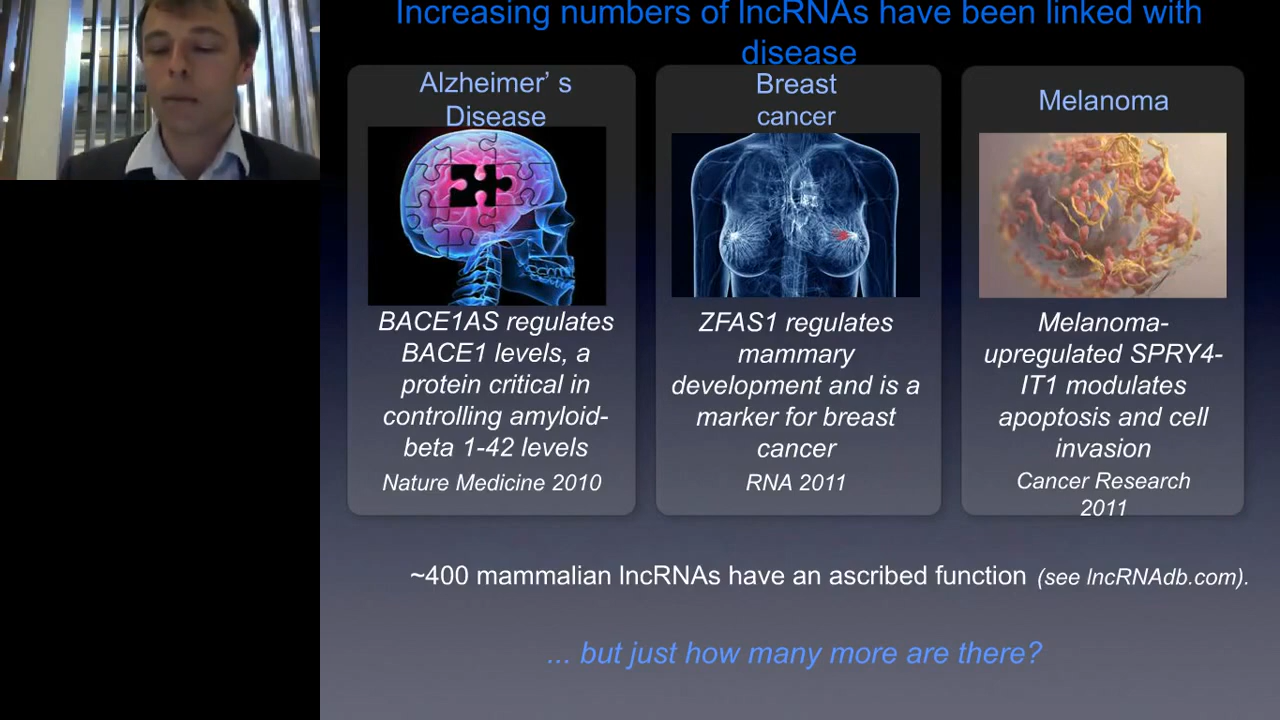 Increasing numbers of lncRNAs have been linked with
disease
Alzheimer’ s
Disease
BACE1AS regulates
BACE1 levels, a
protein critical in
controlling amyloid-
beta 1-42 levels
Nature Medicine 2010
Breast
cancer
ZFAS1 regulates
mammary
development and is a
marker for breast
cancer
RNA 2011
Melanoma
Melanoma-
upregulated SPRY4-
IT1 modulates
apoptosis and cell
invasion
Cancer Research
2011
~400 mammalian lncRNAs have an ascribed function (see lncRNAdb.com).
... but just how many more are there?